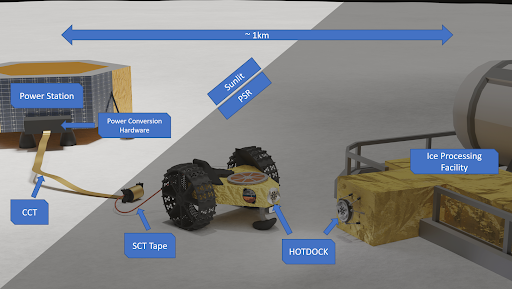 ~ 1km
Sunlit
PSR
Power Station
Power Conversion
Hardware
Ice Processing
Facility
CCT
SCT Tape
HOTDOCK